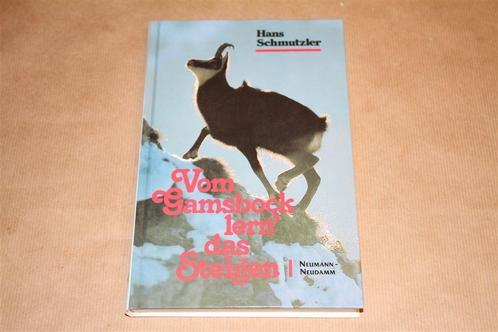 Hans
Schmutzler
Vom
Gamsbock
lern
das
Steigen
NEUMANN-
NEUDAMM